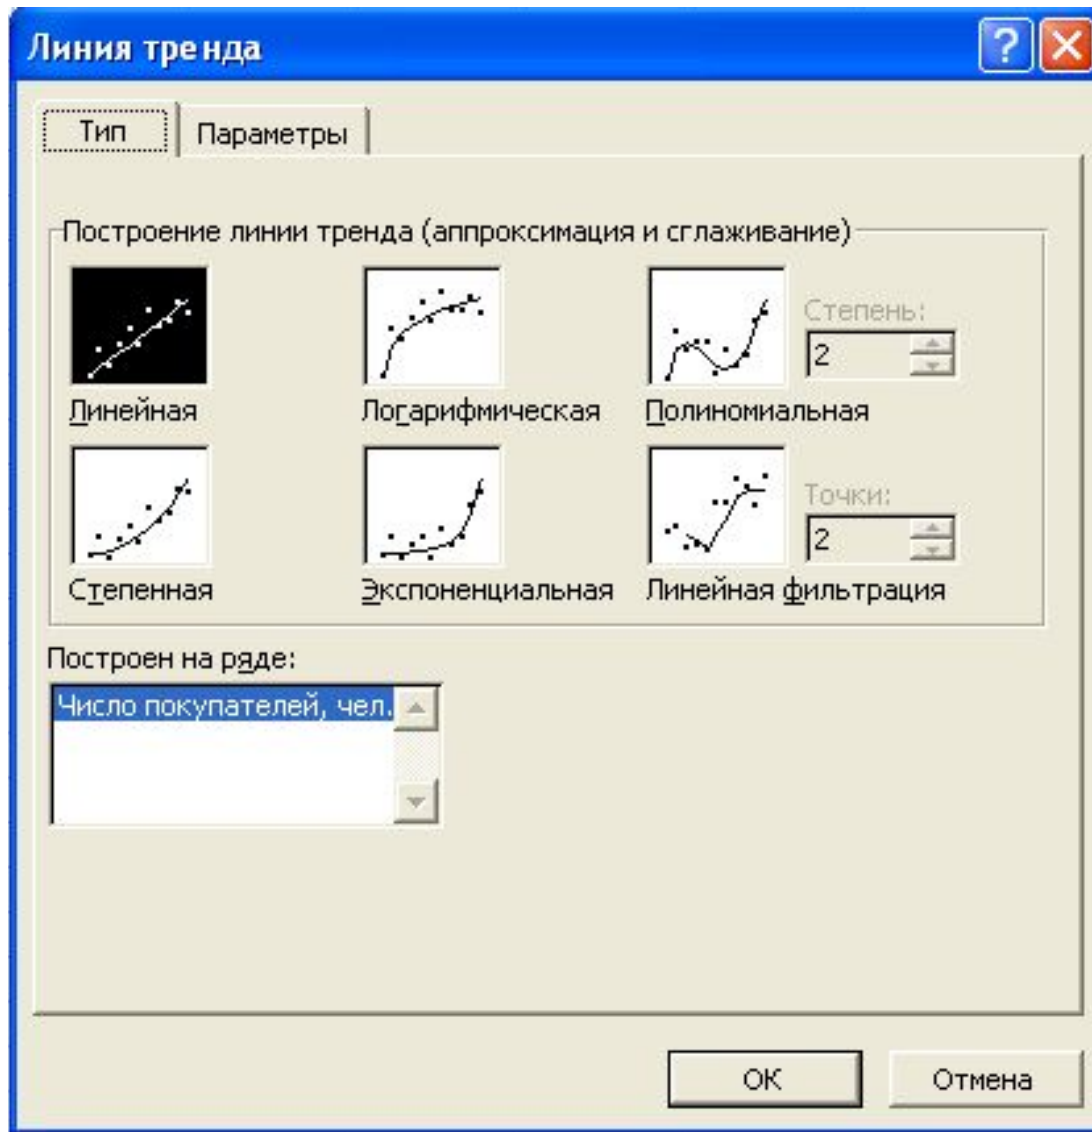 Линия тренда
?
Тип
Параметры
Построение линии тренда (аппроксимация и сглаживание)
Линейная
Логарифмическая
Полиномиальная
Степень:
2
Степенная
Экспоненциальная
Линейная фильтрация
Точки:
2
Построен на ряде:
Число покупателей, чел.
ОК
Отмена